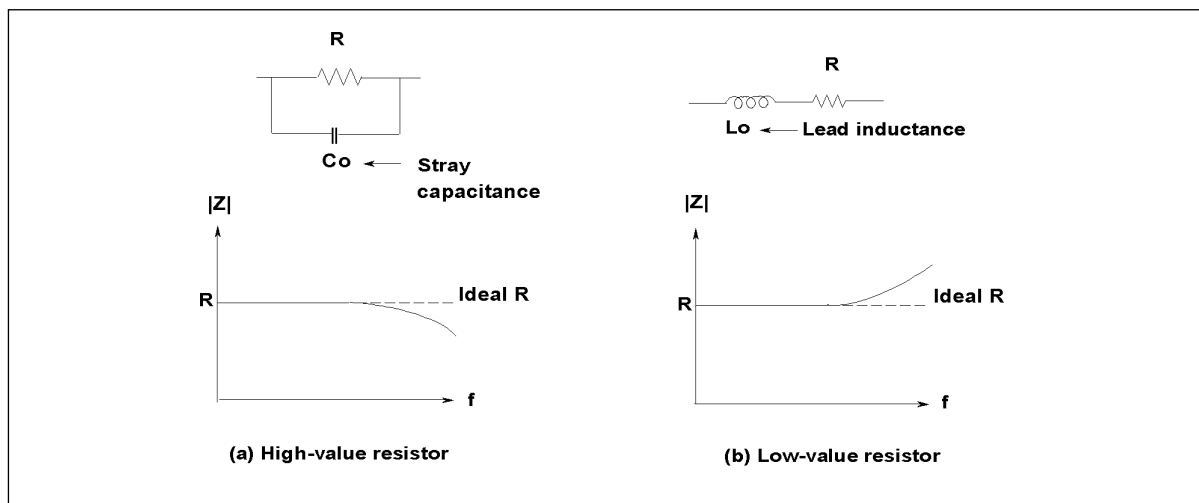 R
Co
Stray
capacitance
|Z|
R
Ideal R
f
(a) High-value resistor
R
Lo
Lead inductance
|Z|
R
Ideal R
f
(b) Low-value resistor